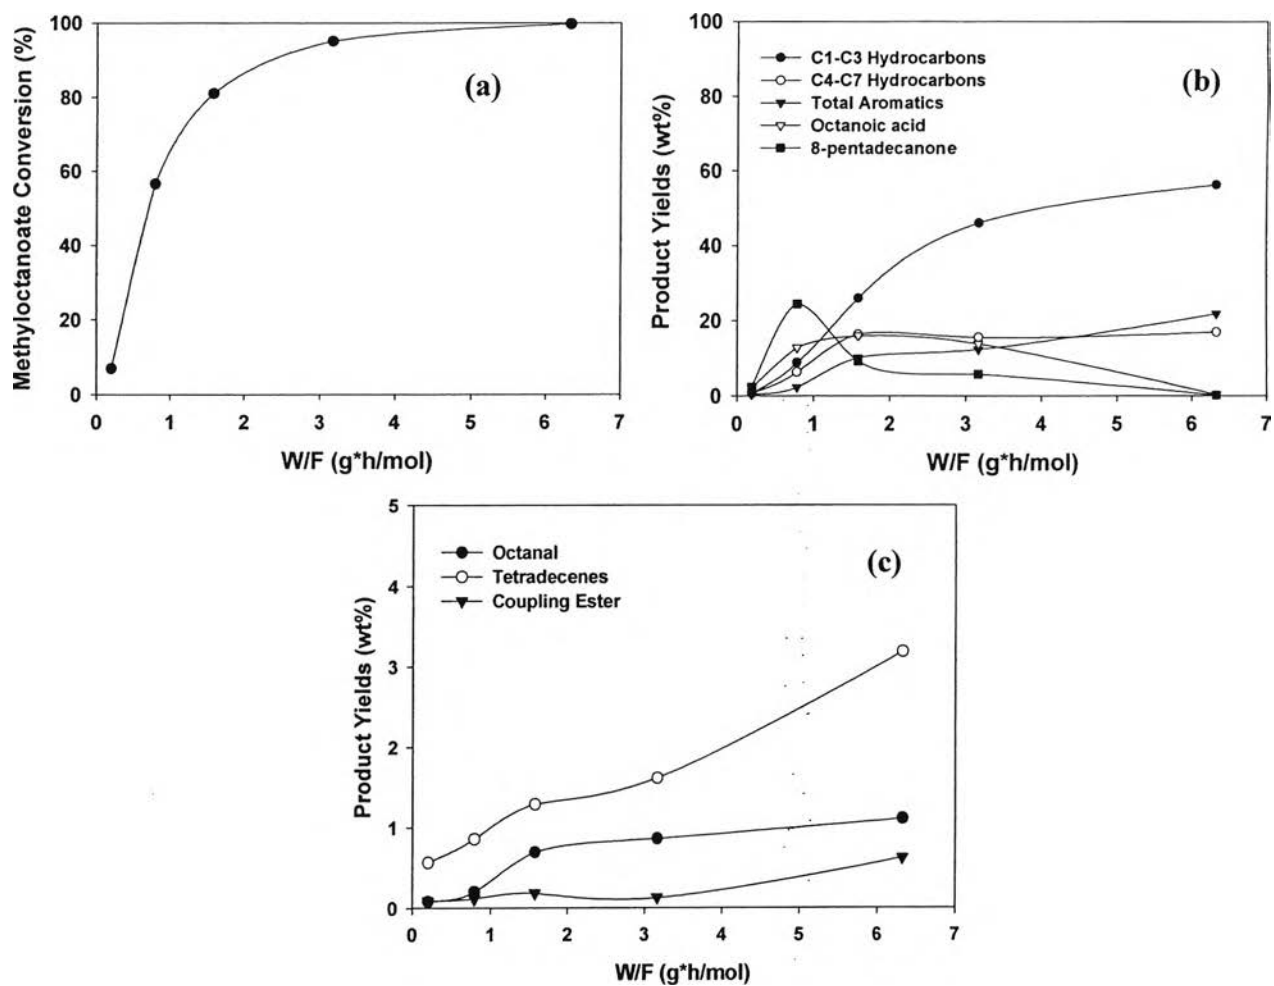 Methyloctanoate Conversion (%)
100
80
60
40
20
0
0 1 2 3 4 5 6 7
W/F (g*h/mol)
(a)
Product Yields (wt%)
100
80
60
40
20
0
0 1 2 3 4 5 6 7
W/F (g*h/mol)
C1-C3 Hydrocarbons
C4-C7 Hydrocarbons
Total Aromatics
Octanoic acid
8-pentadecanone
(b)
Product Yields (wt%)
5
4
3
2
1
0
0 1 2 3 4 5 6 7
W/F (g*h/mol)
Octanal
Tetradecenes
Coupling Ester
(c)